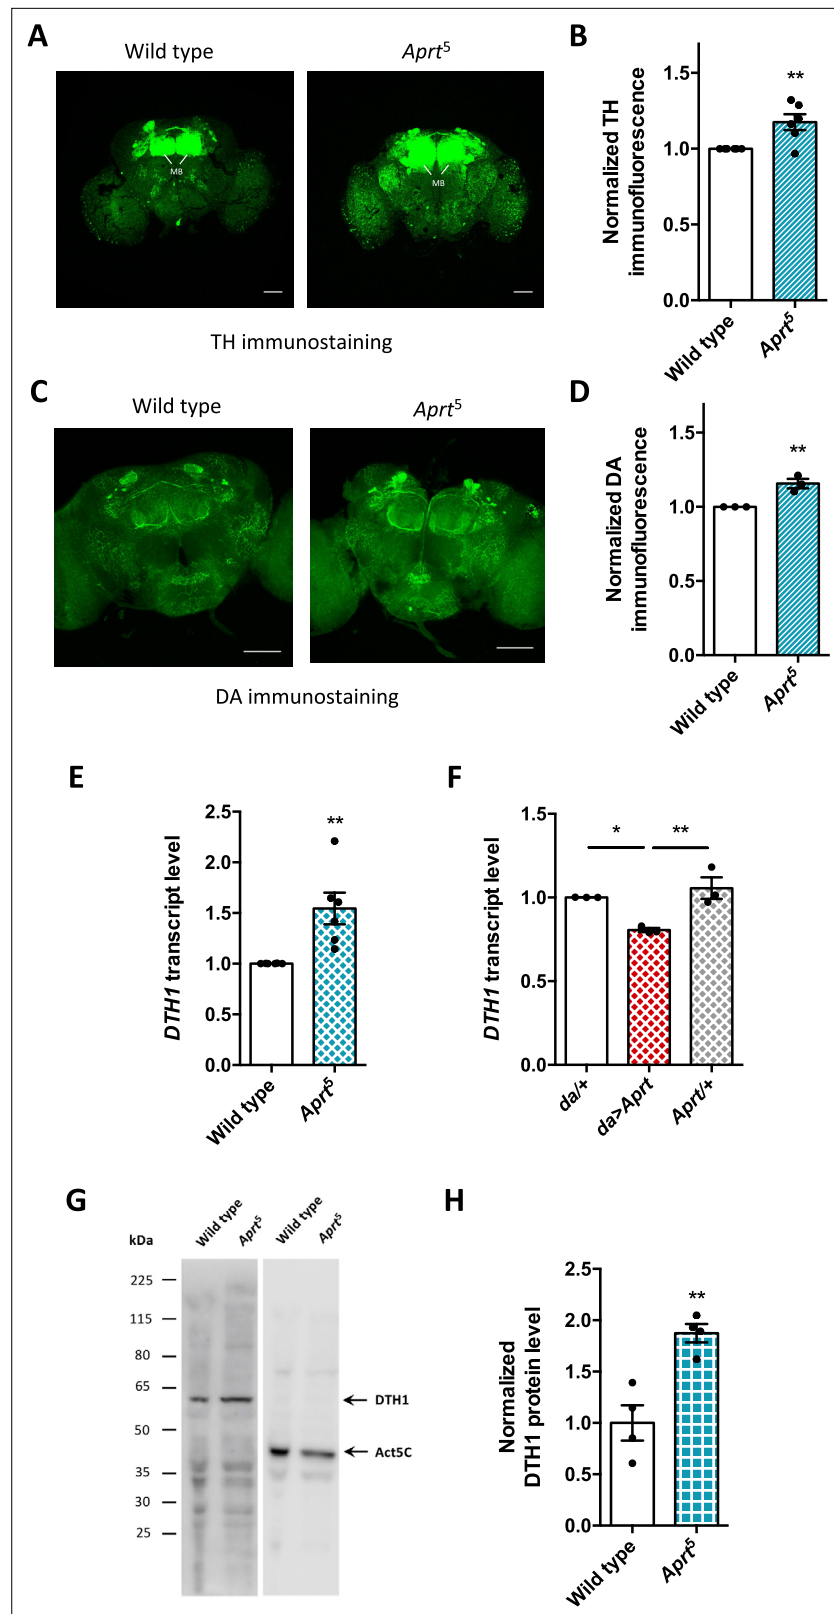 A
Wild type
Aprt⁵
MB
MB
TH immunostaining
B
Normalized TH
immunofluorescence
1.5
**
1.0
0.5
0.0
Wild type
Aprt⁵
C
Wild type
Aprt⁵
DA immunostaining
D
Normalized DA
immunofluorescence
1.5
**
1.0
0.5
0.0
Wild type
Aprt⁵
E
DTH1 transcript level
2.5
**
2.0
1.5
1.0
0.5
0.0
Wild type
Aprt⁵
F
DTH1 transcript level
1.5
*
**
1.0
0.5
0.0
da/+
da>Aprt
Aprt/+
G
kDa
Wild type
Aprt⁵
Wild type
Aprt⁵
225
115
80
65
DTH1
50
Act5C
35
30
25
H
Normalized
DTH1 protein level
2.5
**
2.0
1.5
1.0
0.5
0.0
Wild type
Aprt⁵